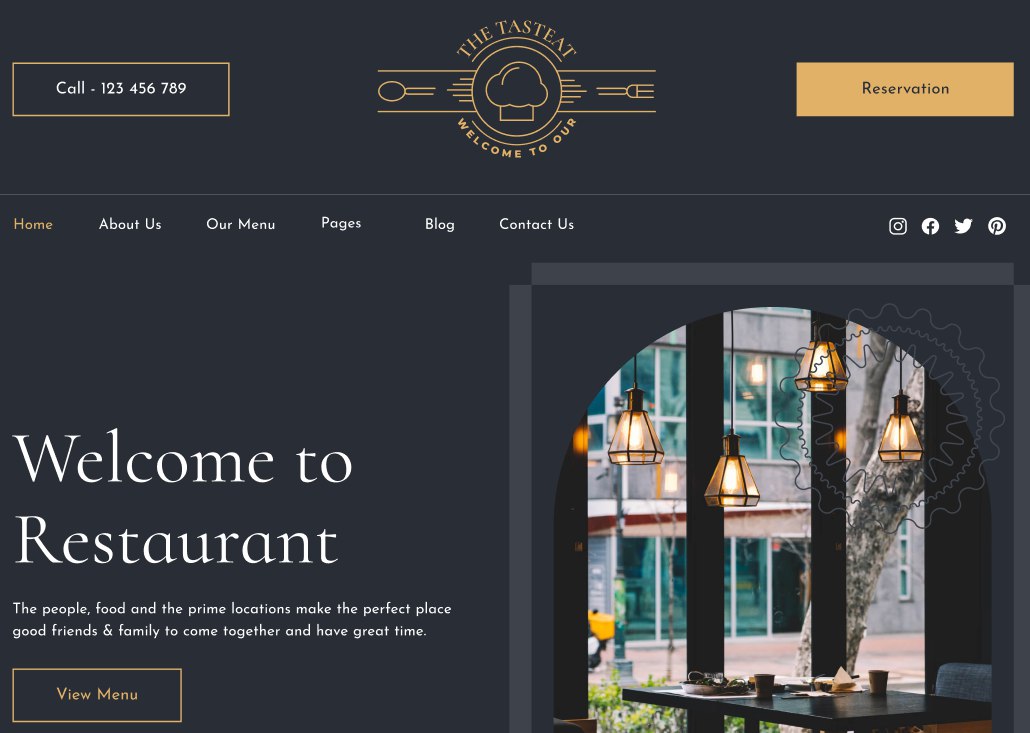 THE TASTEAT
Call - 123 456 789
Reservation
WELCOME TO OUR
Home About Us Our Menu Pages Blog Contact Us
Welcome to
Restaurant
The people, food and the prime locations make the perfect place
good friends & family to come together and have great time.
View Menu